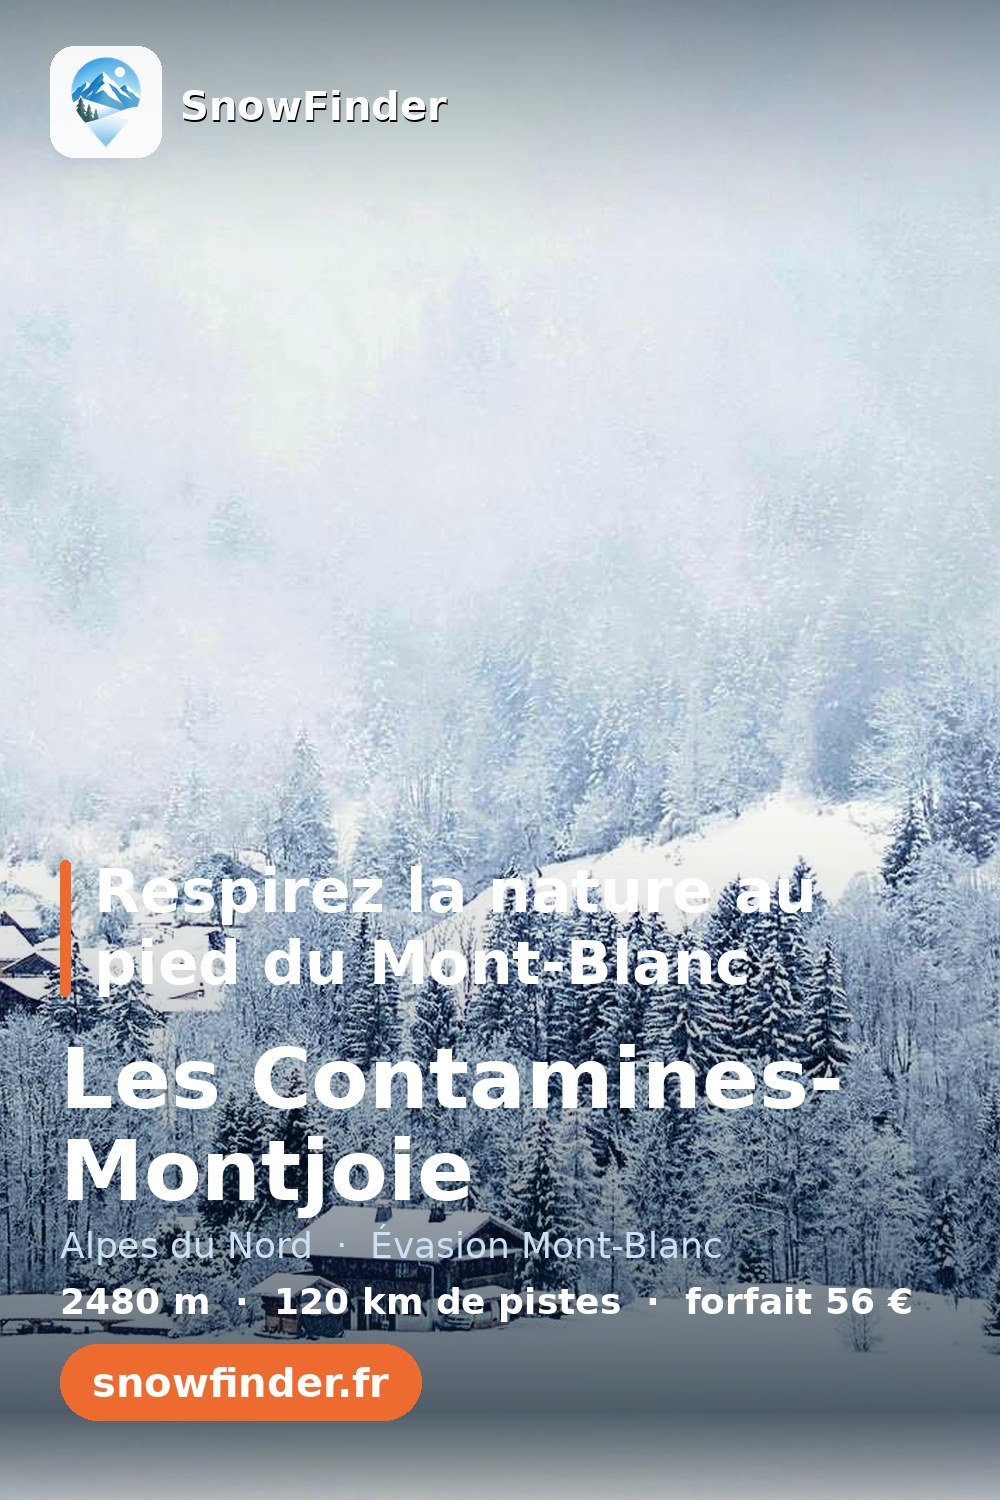 SnowFinder
Respirez la nature au
pied du Mont-Blanc
Les Contamines-
Montjoie
Alpes du Nord · Évasion Mont-Blanc
2480 m · 120 km de pistes · forfait 56 €
snowfinder.fr